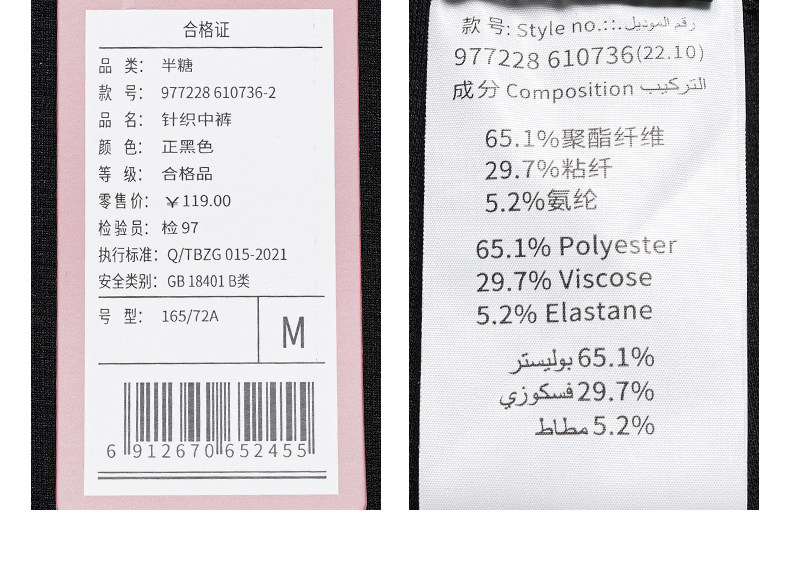 合格证
品 类： 半糖
款 号： 977228 610736-2
品 名： 针织中裤
颜 色： 正黑色
等 级： 合格品
零售价： ￥119.00
检验员： 检 97
执行标准： Q/TBZG 015-2021
安全类别： GB 18401 B类
号 型： 165/72A
M
6 912670 652455
款 号: Style no.:.:رقم الموديل
977228 610736(22.10)
成分 Composition التركيب
65.1%聚酯纤维
29.7%粘纤
5.2%氨纶
65.1% Polyester
29.7% Viscose
5.2% Elastane
بوليستر 65.1%
فسكوزي 29.7%
مطاط 5.2%